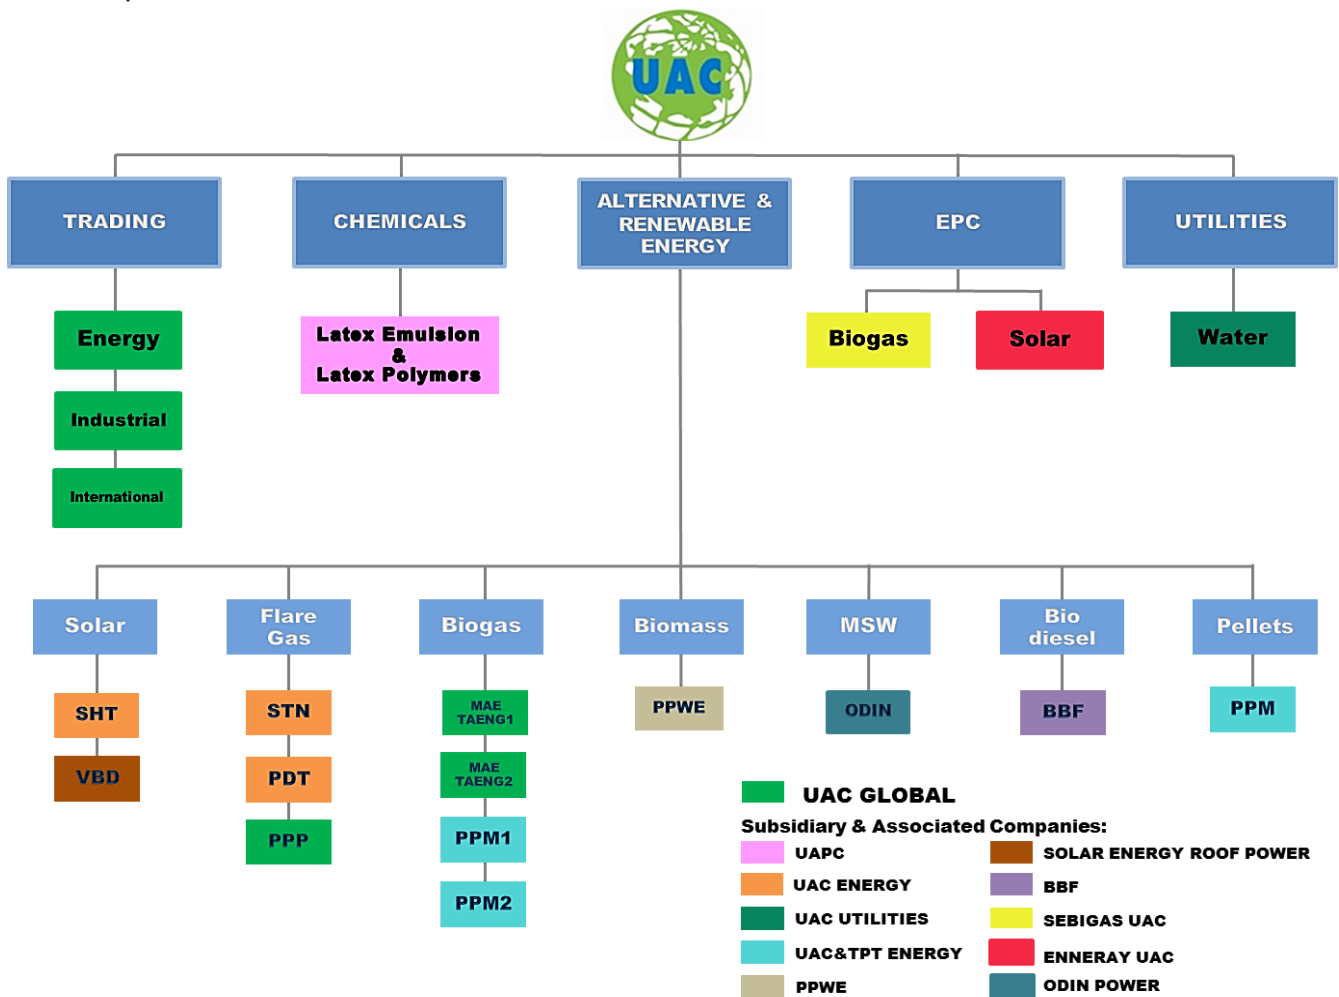 UAC
TRADING
CHEMICALS
ALTERNATIVE &
RENEWABLE
ENERGY
EPC
UTILITIES
Energy
Industrial
International
Latex Emulsion
&
Latex Polymers
Biogas
Solar
Water
Solar
Flare
Gas
Biogas
Biomass
MSW
Bio
diesel
Pellets
SHT
VBD
STN
PDT
PPP
MAE
TAENG1
MAE
TAENG2
PPM1
PPM2
PPWE
ODIN
BBF
PPM
UAC GLOBAL
Subsidiary & Associated Companies:
UAPC
UAC ENERGY
UAC UTILITIES
UAC&TPT ENERGY
PPWE
SOLAR ENERGY ROOF POWER
BBF
SEBIGAS UAC
ENNERAY UAC
ODIN POWER